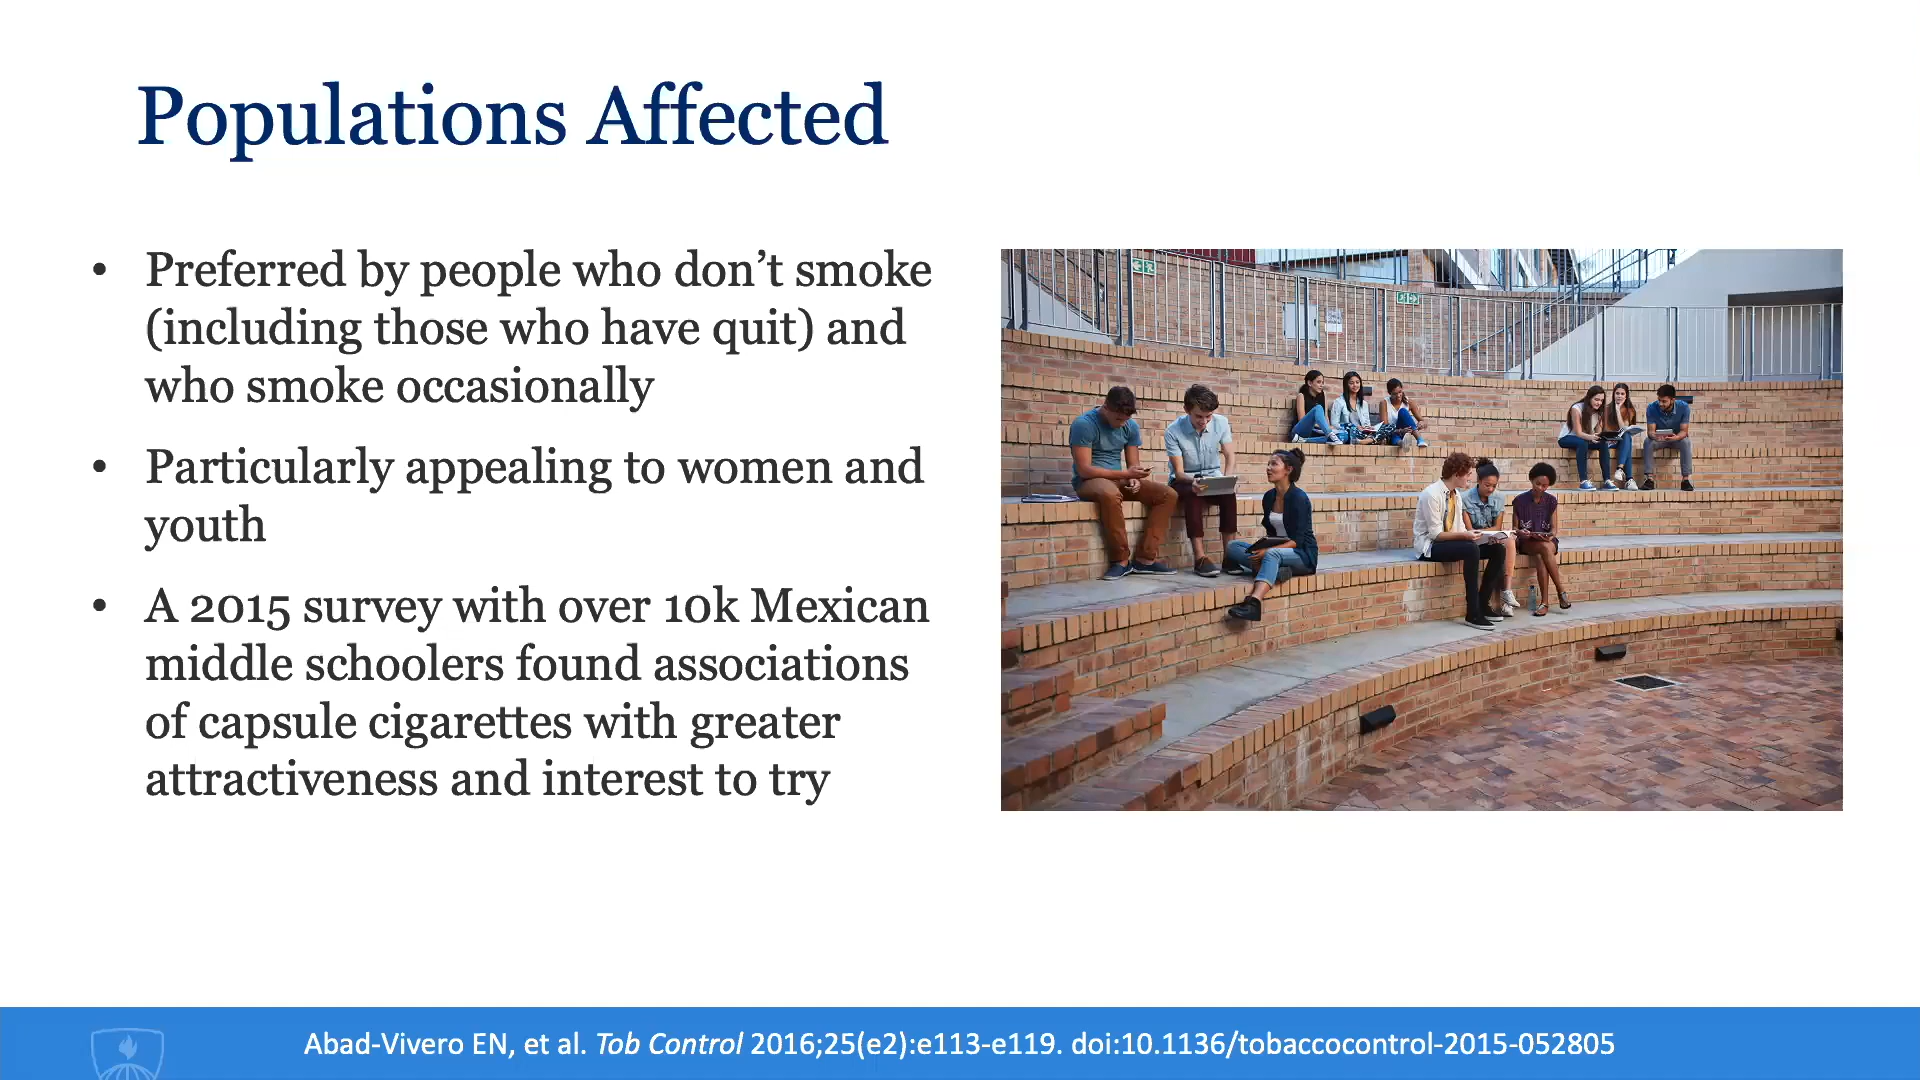 Populations Affected
• Preferred by people who don’t smoke
(including those who have quit) and
who smoke occasionally
• Particularly appealing to women and
youth
• A 2015 survey with over 10k Mexican
middle schoolers found associations
of capsule cigarettes with greater
attractiveness and interest to try
Abad-Vivero EN, et al. Tob Control 2016;25(e2):e113-e119. doi:10.1136/tobaccocontrol-2015-052805